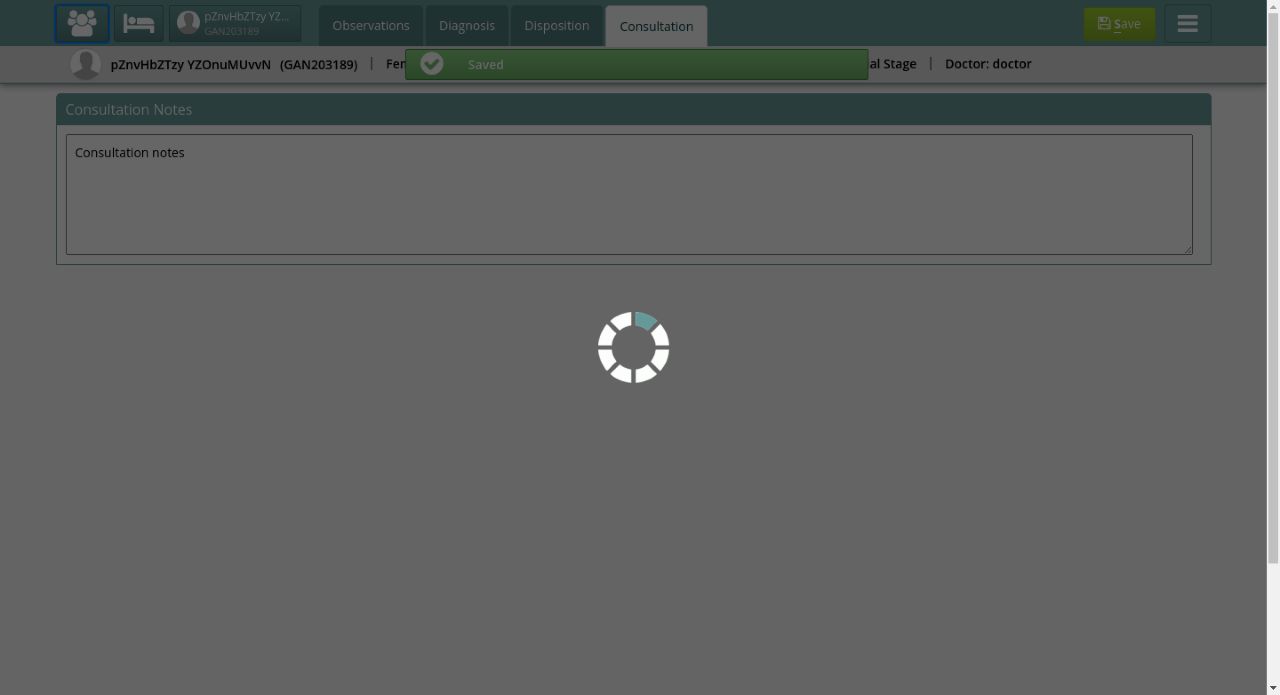 pZnvHbZTzy YZ...
GAN203189
Observations
Diagnosis
Disposition
Consultation
Save
pZnvHbZTzy YZOnuMUvvN (GAN203189) | Fem
Saved
al Stage | Doctor: doctor
Consultation Notes
Consultation notes